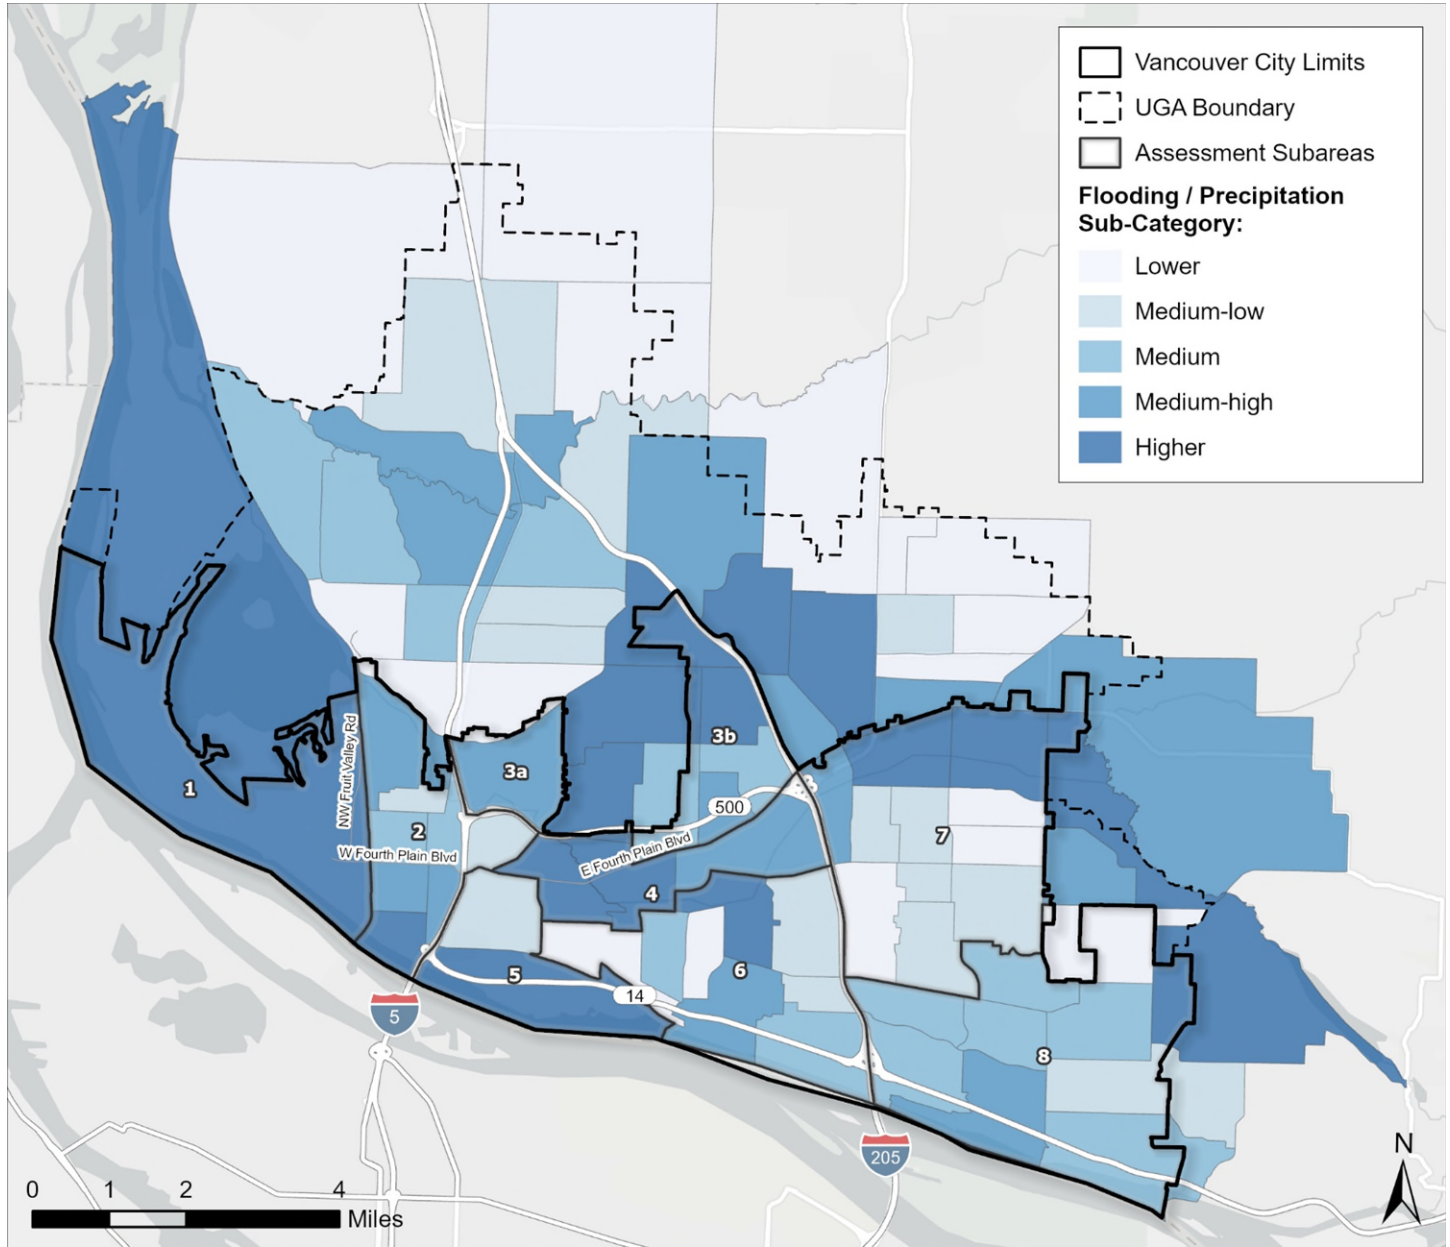 Vancouver City Limits
UGA Boundary
Assessment Subareas
Flooding / Precipitation
Sub-Category:
Lower
Medium-low
Medium
Medium-high
Higher
3b
NW Fruit Valley Rd
3a
1
500
2
7
W Fourth Plain Blvd
E Fourth Plain Blvd
4
5
6
14
5
8
205
N
0 1 2 4
Miles